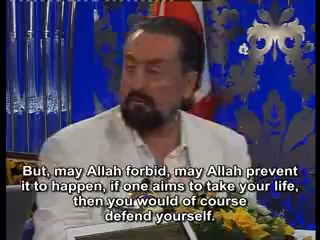 But, may Allah forbid, may Allah prevent
it to happen, if one aims to take your life,
then you would of course
defend yourself.